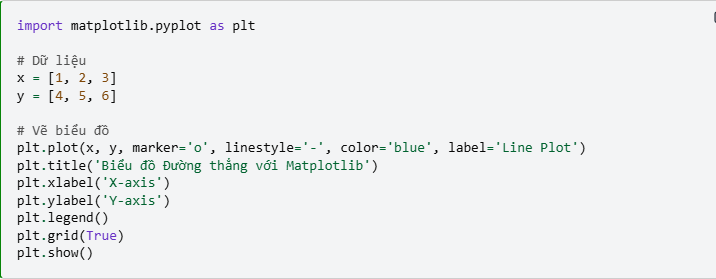 import matplotlib.pyplot as plt
# Dữ liệu
x = [1, 2, 3]
y = [4, 5, 6]
# Vẽ biểu đồ
plt.plot(x, y, marker='o', linestyle='-', color='blue', label='Line Plot')
plt.title('Biểu đồ Đường thẳng với Matplotlib')
plt.xlabel('X-axis')
plt.ylabel('Y-axis')
plt.legend()
plt.grid(True)
plt.show()